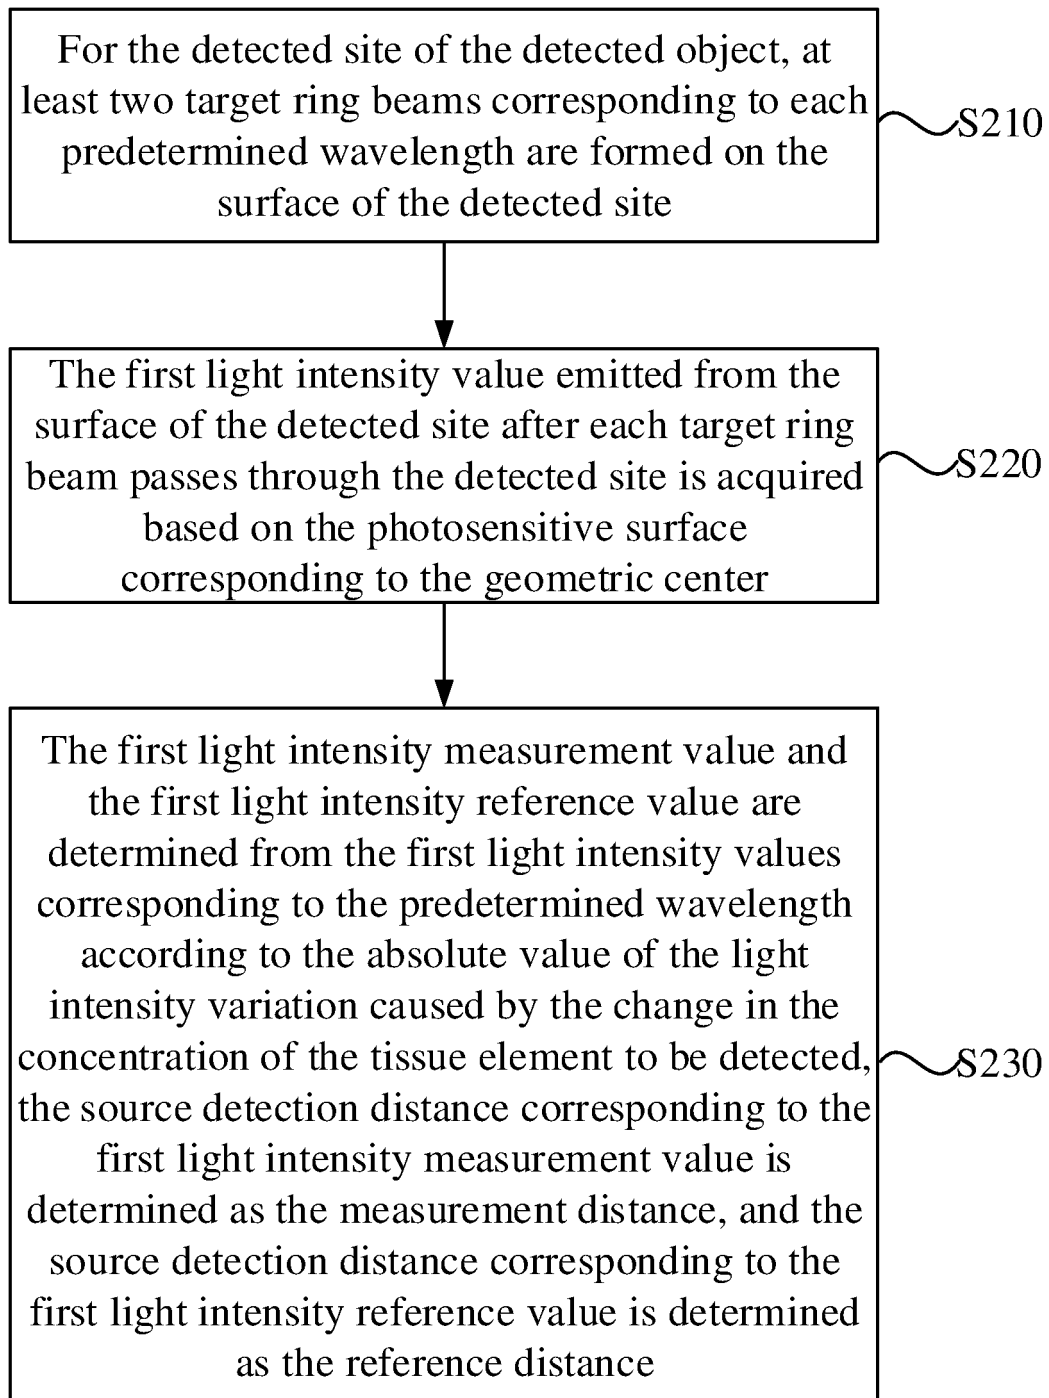 For the detected site of the detected object, at
least two target ring beams corresponding to each
predetermined wavelength are formed on the
surface of the detected site
S210
The first light intensity value emitted from the
surface of the detected site after each target ring
beam passes through the detected site is acquired
based on the photosensitive surface
corresponding to the geometric center
S220
The first light intensity measurement value and
the first light intensity reference value are
determined from the first light intensity values
corresponding to the predetermined wavelength
according to the absolute value of the light
intensity variation caused by the change in the
concentration of the tissue element to be detected,
the source detection distance corresponding to the
first light intensity measurement value is
determined as the measurement distance, and the
source detection distance corresponding to the
first light intensity reference value is determined
as the reference distance
S230